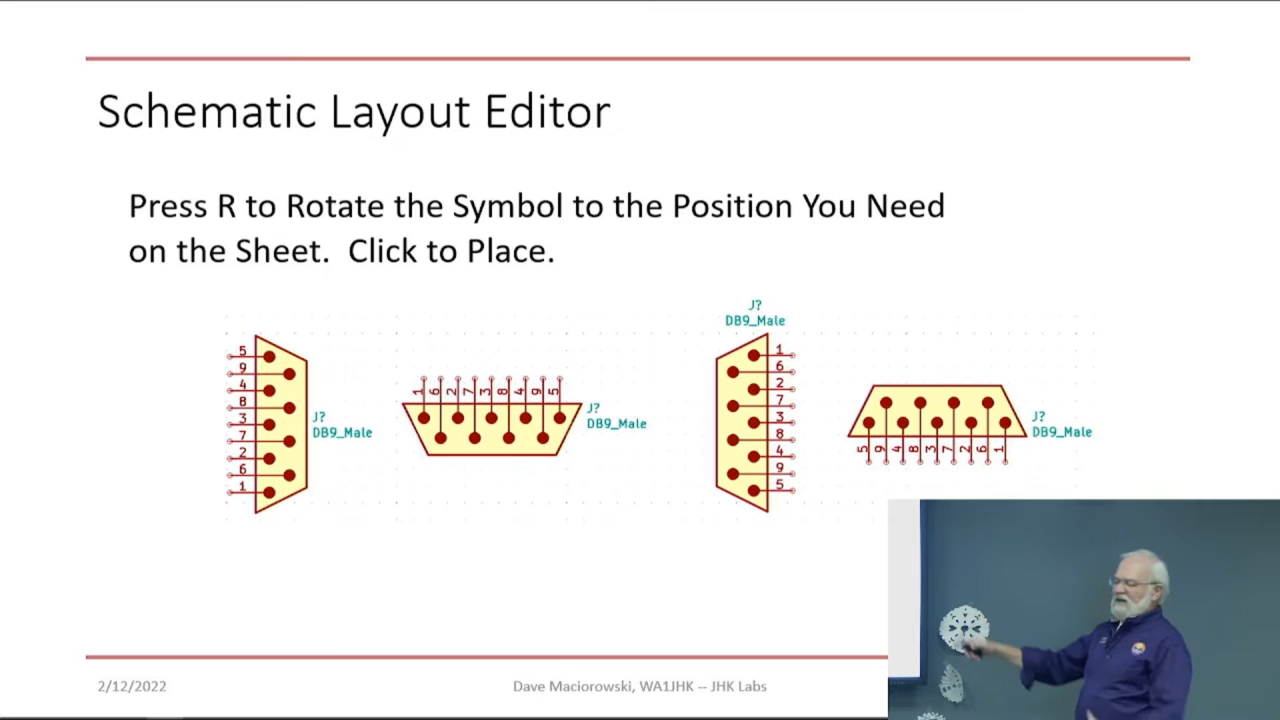 Schematic Layout Editor
Press R to Rotate the Symbol to the Position You Need
on the Sheet. Click to Place.
5
9
4
8
3
7
2
6
1
J?
DB9_Male
1 6 2 7 3 8 4 9 5
J?
DB9_Male
J?
DB9_Male
1
6
2
7
3
8
4
9
5
J?
DB9_Male
5 9 4 8 3 7 2 6 1
2/12/2022
Dave Maciorowski, WA1JHK -- JHK Labs